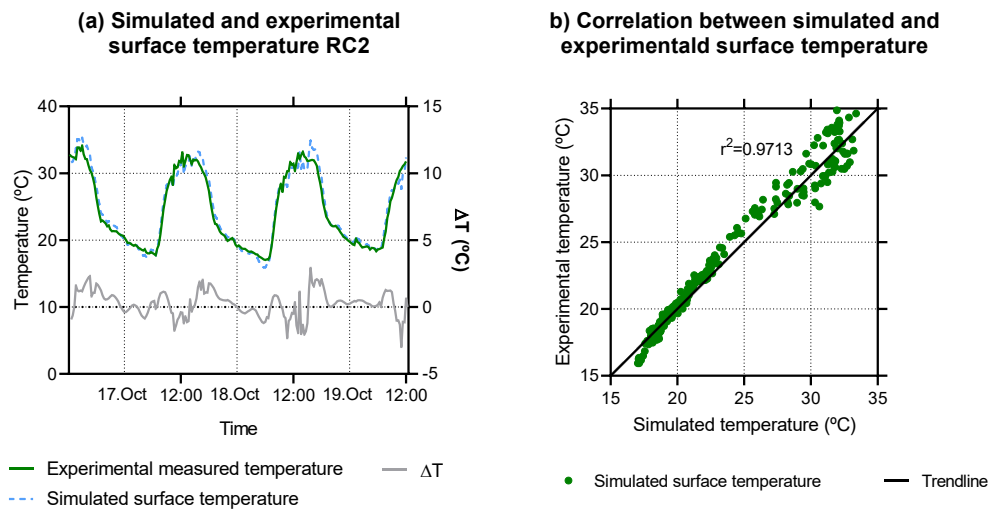 (a) Simulated and experimental
surface temperature RC2
40
30
20
10
0
Temperature (ºC)
15
10
5
0
-5
ΔT (ºC)
17.Oct 12:00 18.Oct 12:00 19.Oct 12:00
Time
Experimental measured temperature
ΔT
Simulated surface temperature
b) Correlation between simulated and
experimentald surface temperature
35
30
25
20
15
Experimental temperature (ºC)
r²=0.9713
15 20 25 30 35
Simulated temperature (ºC)
Simulated surface temperature
Trendline